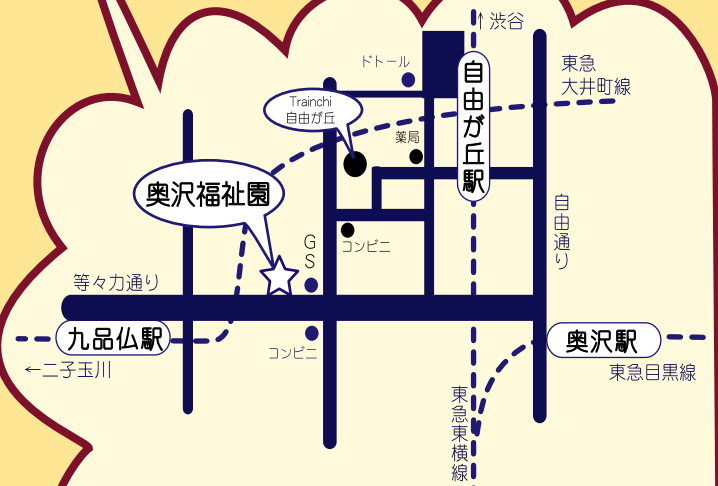 ↑渋谷
ドトール
自由が丘駅
東急
大井町線
Trainchi
自由が丘
薬局
奥沢福祉園
自由通り
GS
コンビニ
等々力通り
九品仏駅
コンビニ
奥沢駅
←二子玉川
東急目黒線
東急東横線